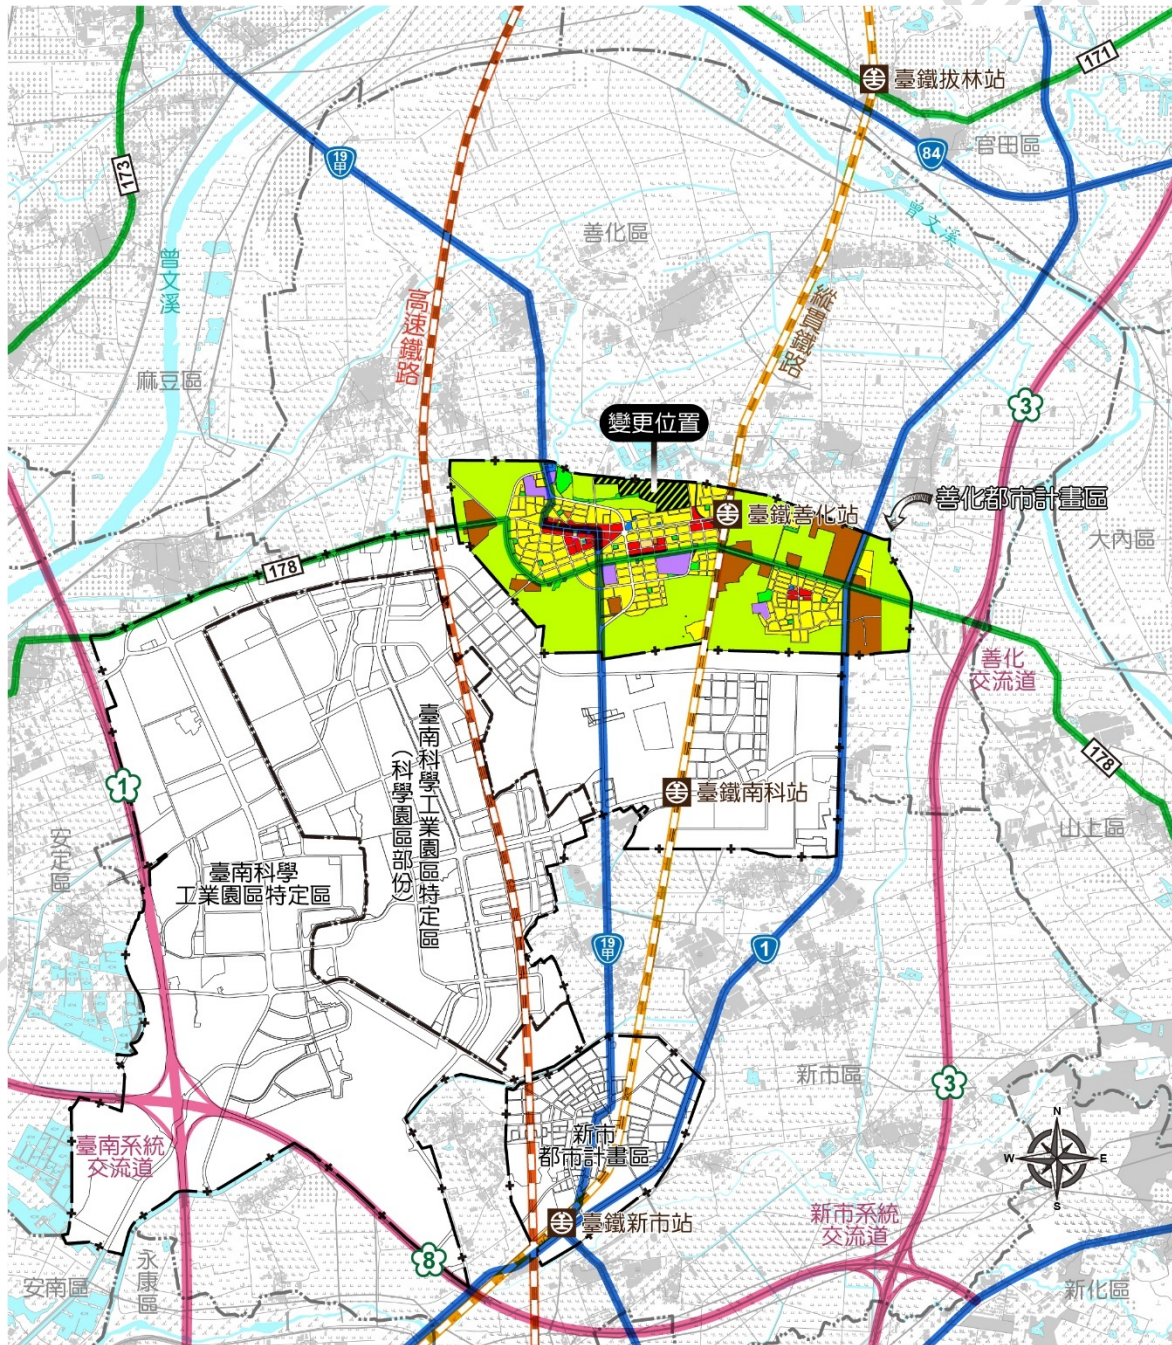 臺鐵拔林站
171
官田區
84
19甲
173
曾文溪
善化區
曾文溪
縱貫鐵路
高速鐵路
麻豆區
3
變更位置
善化都市計畫區
臺鐵善化站
大內區
178
善化
交流道
臺南科學工業園區特定區
（科學園區部份）
178
1
臺鐵南科站
山上區
安定區
臺南科學
工業園區特定區
19甲
1
新市區
3
N
W
E
S
新市
都市計畫區
臺南系統
交流道
臺鐵新市站
新市系統
交流道
8
永康區
安南區
新化區